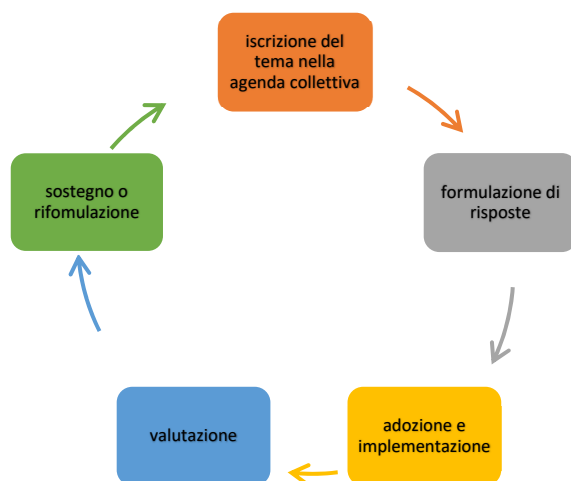 iscrizione del
tema nella
agenda collettiva
formulazione di
risposte
adozione e
implementazione
valutazione
sostegno o
rifomulazione